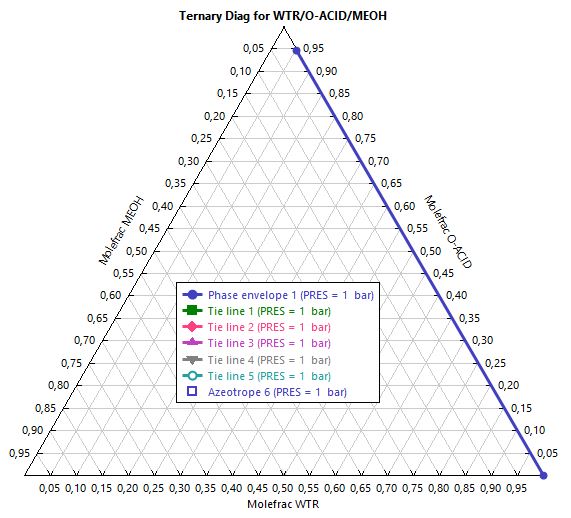 Ternary Diag for WTR/O-ACID/MEOH
0,05 0,95
0,10 0,90
0,15 0,85
0,20 0,80
0,25 0,75
0,30 0,70
0,35 0,65
0,40 0,60
0,45 0,55
0,50 0,50
0,55 0,45
0,60 0,40
0,65 0,35
0,70 0,30
0,75 0,25
0,80 0,20
0,85 0,15
0,90 0,10
0,95 0,05
Molefrac MEOH
Molefrac O-ACID
Phase envelope 1 (PRES = 1 bar)
Tie line 1 (PRES = 1 bar)
Tie line 2 (PRES = 1 bar)
Tie line 3 (PRES = 1 bar)
Tie line 4 (PRES = 1 bar)
Tie line 5 (PRES = 1 bar)
Azeotrope 6 (PRES = 1 bar)
0,05 0,10 0,15 0,20 0,25 0,30 0,35 0,40 0,45 0,50 0,55 0,60 0,65 0,70 0,75 0,80 0,85 0,90 0,95
Molefrac WTR